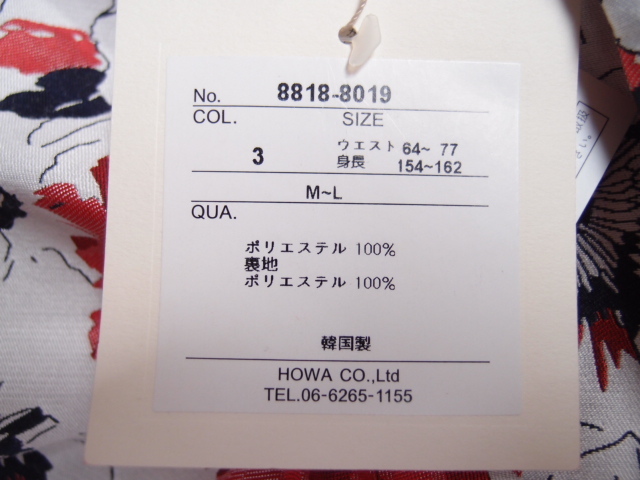 No. 8818-8019
COL. SIZE
3 ウエスト 64~ 77
身長 154~162
M~L
QUA.
ポリエステル 100%
裏地
ポリエステル 100%
韓国製
HOWA CO.,Ltd
TEL.06-6265-1155